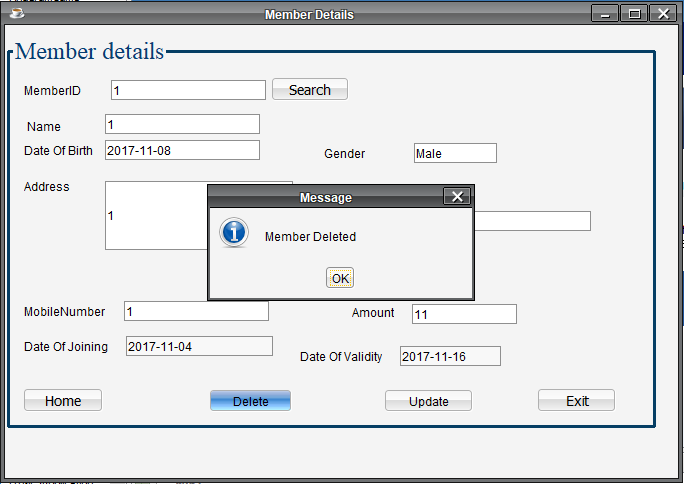 Member Details
Member details
MemberID 1 Search
Name 1
Date Of Birth 2017-11-08 Gender Male
Address 1
Message
Member Deleted
OK
MobileNumber 1 Amount 11
Date Of Joining 2017-11-04 Date Of Validity 2017-11-16
Home Delete Update Exit